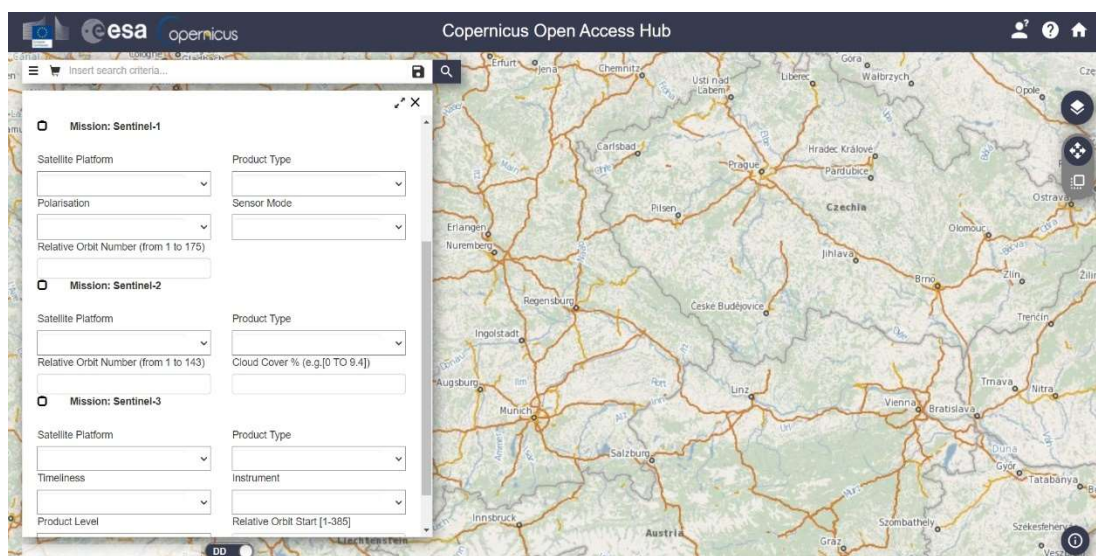 esa
opernicus
Copernicus Open Access Hub
?
?
Insert search criteria...
Mission: Sentinel-1
Satellite Platform
Product Type
Polarisation
Sensor Mode
Relative Orbit Number (from 1 to 175)
Mission: Sentinel-2
Satellite Platform
Product Type
Relative Orbit Number (from 1 to 143)
Cloud Cover % (e.g.[0 TO 9.4])
Mission: Sentinel-3
Satellite Platform
Product Type
Timeliness
Instrument
Product Level
Relative Orbit Start [1-385]
DD
Erfurt
Jena
Chemnitz
Ústí nad
Labem
Liberec
Wałbrzych
Opole
Carlsbad
Prague
Hradec Králové
Pardubice
Ostrava
Pilsen
Czechia
Olomouc
Erlangen
Nuremberg
Jihlava
Brno
Zlín
Regensburg
České Budějovice
Trenčín
Ingolstadt
Augsburg
Ilm
Linz
Trnava
Nitra
Munich
Vienna
Bratislava
Duna
Salzburg
Győr
Tatabánya
Innsbruck
Austria
Szombathely
Liechtenstein
Graz